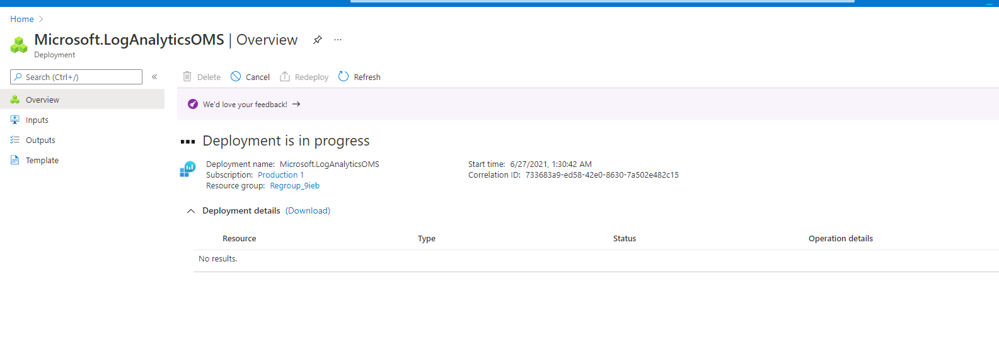 Home
Microsoft.LogAnalyticsOMS | Overview
Deployment
Search (Ctrl+/)
Delete Cancel Redeploy Refresh
Overview
Inputs
Outputs
Template
We'd love your feedback!
Deployment is in progress
Deployment name: Microsoft.LogAnalyticsOMS
Subscription: Production 1
Resource group: Regroup_9ieb
Start time: 6/27/2021, 1:30:42 AM
Correlation ID: 733683a9-ed58-42e0-8630-7a502e482c15
Deployment details (Download)
Resource Type Status Operation details
No results.